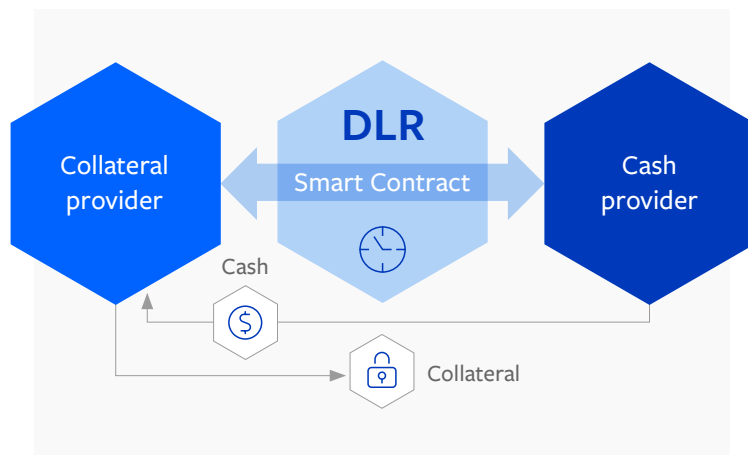 DLR
Collateral
provider
Smart Contract
Cash
provider
Cash
$
Collateral